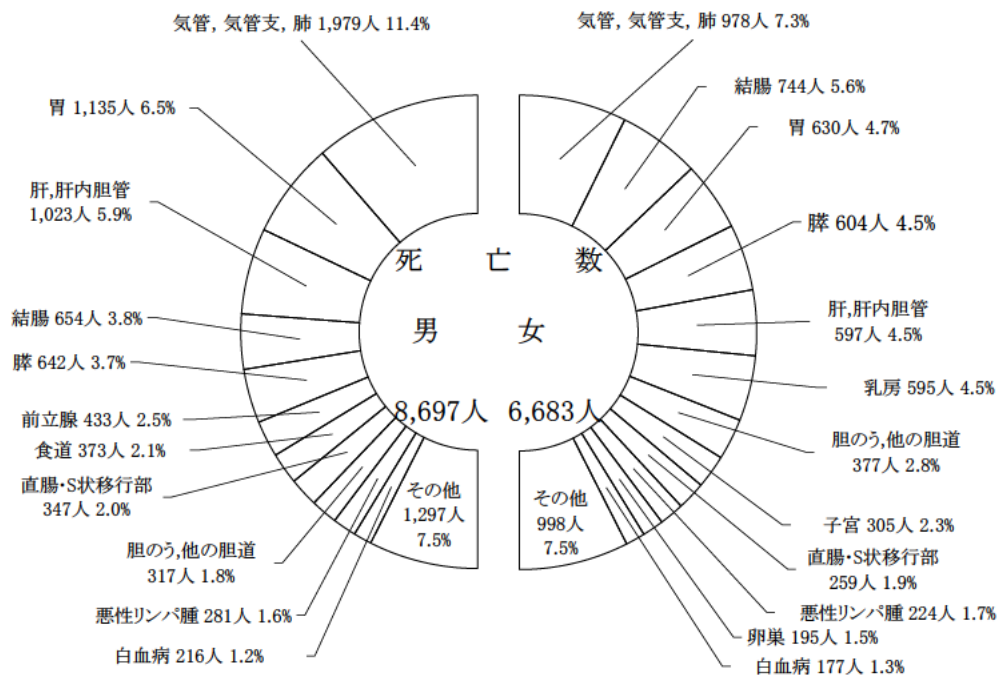 気管, 気管支, 肺 1,979人 11.4%
胃 1,135人 6.5%
肝,肝内胆管
1,023人 5.9%
結腸 654人 3.8%
膵 642人 3.7%
前立腺 433人 2.5%
食道 373人 2.1%
直腸・S状移行部
347人 2.0%
胆のう,他の胆道
317人 1.8%
悪性リンパ腫 281人 1.6%
白血病 216人 1.2%
その他
1,297人
7.5%
死 亡 数
男 女
8,697人 6,683人
気管, 気管支, 肺 978人 7.3%
結腸 744人 5.6%
胃 630人 4.7%
膵 604人 4.5%
肝,肝内胆管
597人 4.5%
乳房 595人 4.5%
胆のう,他の胆道
377人 2.8%
子宮 305人 2.3%
直腸・S状移行部
259人 1.9%
悪性リンパ腫 224人 1.7%
卵巣 195人 1.5%
白血病 177人 1.3%
その他
998人
7.5%